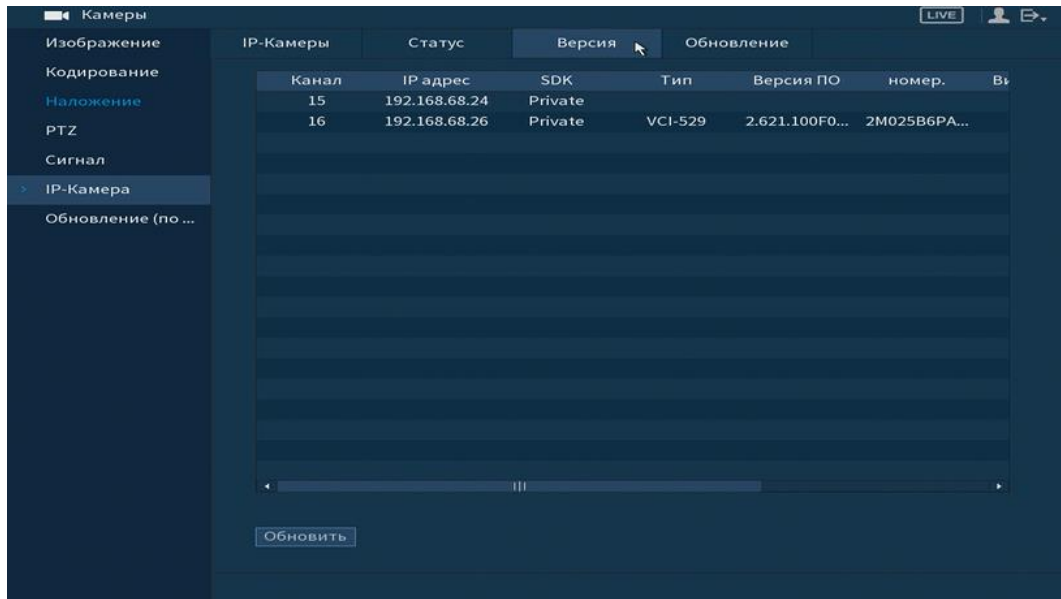 Камеры LIVE
Изображение
Кодирование
Наложение
PTZ
Сигнал
IP-Камера
Обновление (по ...
IP-Камеры Статус Версия Обновление
Канал IP адрес SDK Тип Версия ПО номер. Ви
15 192.168.68.24 Private
16 192.168.68.26 Private VCI-529 2.621.100F0... 2M025B6PA...
Обновить